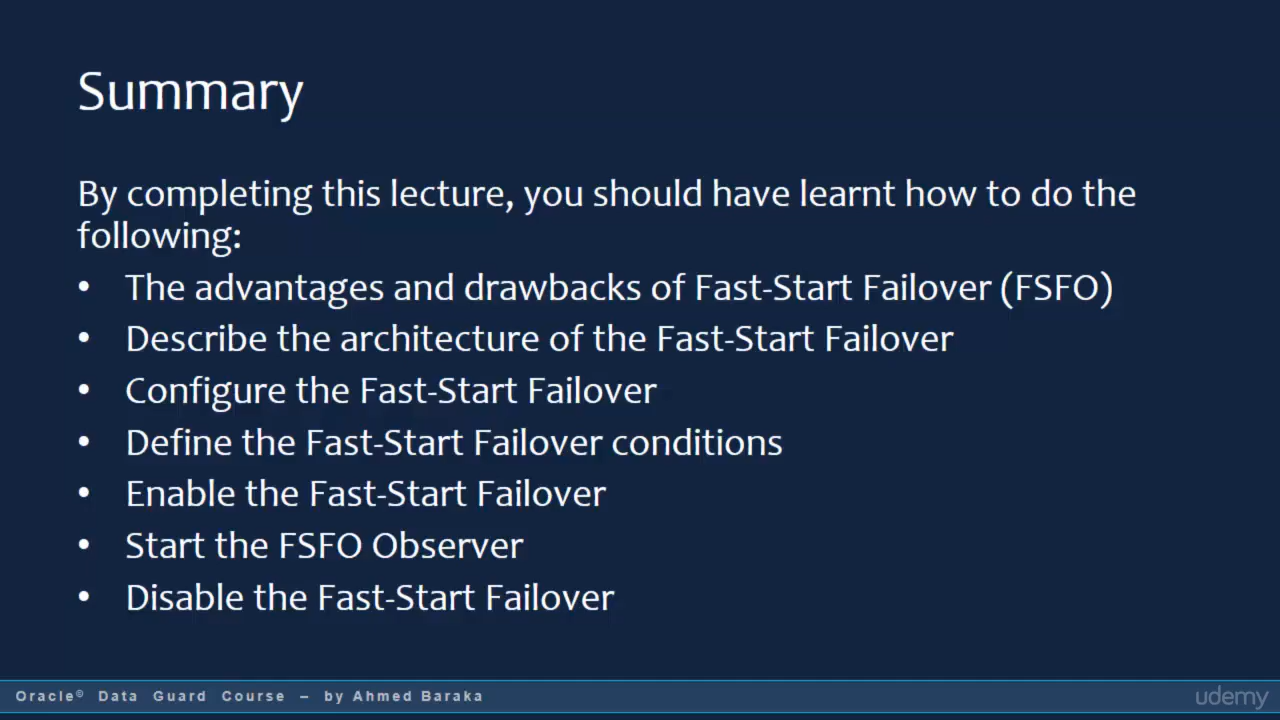 Summary
By completing this lecture, you should have learnt how to do the
following:
• The advantages and drawbacks of Fast-Start Failover (FSFO)
• Describe the architecture of the Fast-Start Failover
• Configure the Fast-Start Failover
• Define the Fast-Start Failover conditions
• Enable the Fast-Start Failover
• Start the FSFO Observer
• Disable the Fast-Start Failover
Oracle© Data Guard Course – by Ahmed Baraka
udemy